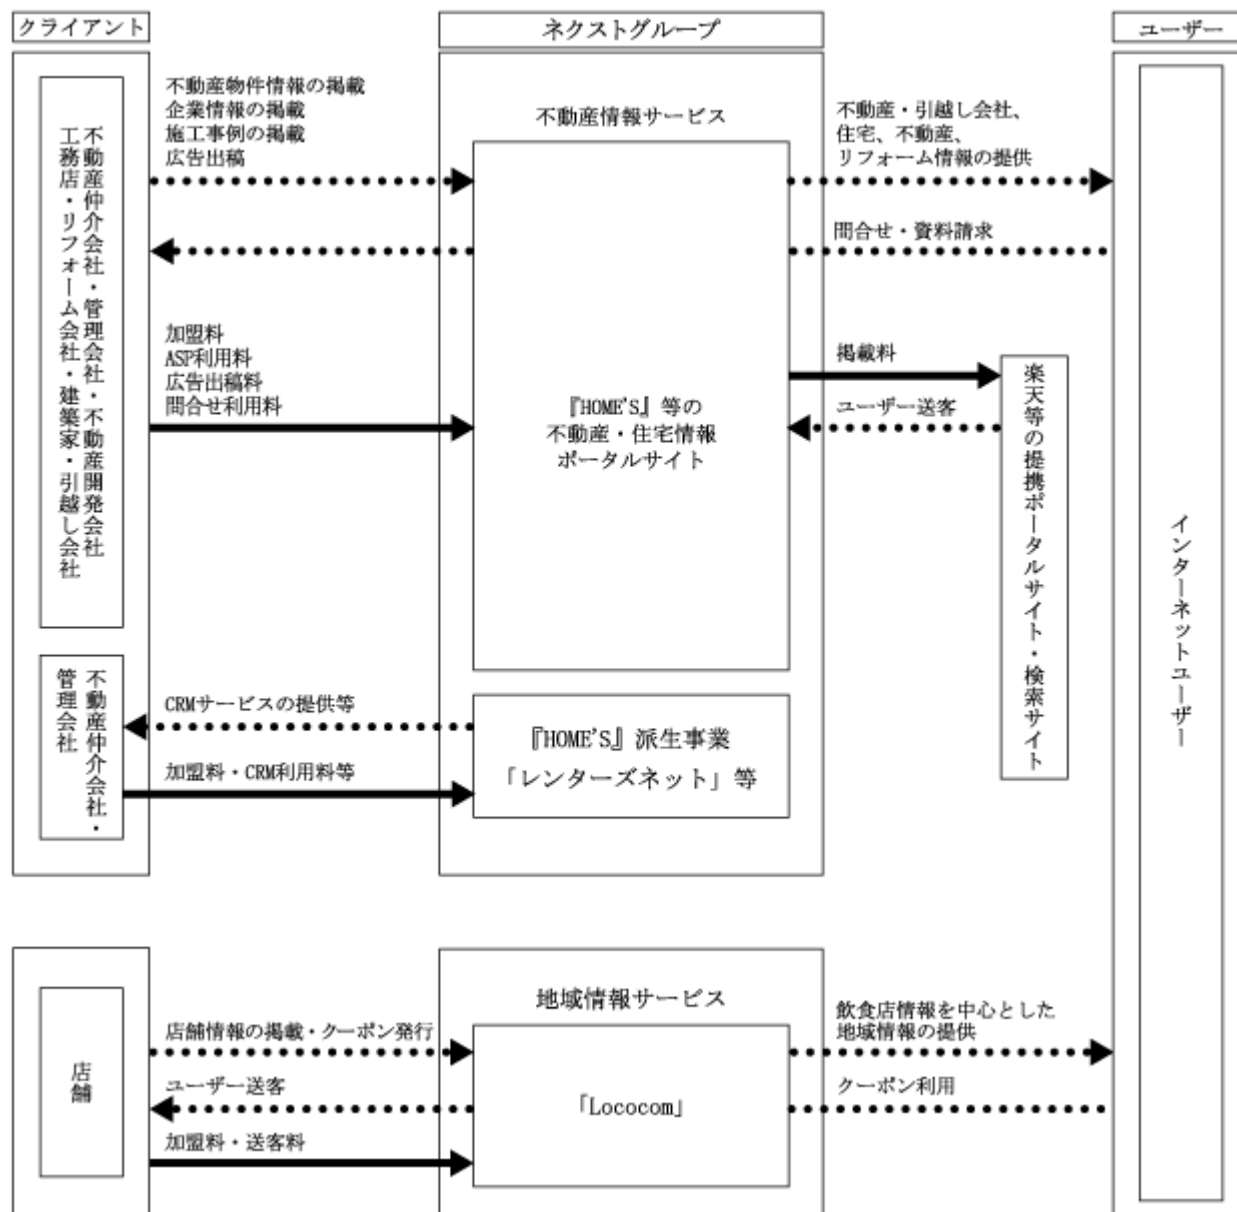 クライアント
ネクストグループ
ユーザー
不動産仲介会社・管理会社・不動産開発会社
工務店・リフォーム会社・建築家・引越し会社
不動産物件情報の掲載
企業情報の掲載
施工事例の掲載
広告出稿
不動産情報サービス
不動産・引越し会社、
住宅、不動産、
リフォーム情報の提供
問合せ・資料請求
加盟料
ASP利用料
広告出稿料
問合せ利用料
『HOME'S』等の
不動産・住宅情報
ポータルサイト
掲載料
ユーザー送客
楽天等の提携ポータルサイト・検索サイト
インターネットユーザー
不動産仲介会社・
管理会社
CRMサービスの提供等
加盟料・CRM利用料等
『HOME'S』派生事業
「レンターズネット」等
店舗
店舗情報の掲載・クーポン発行
ユーザー送客
加盟料・送客料
地域情報サービス
「Lococom」
飲食店情報を中心とした
地域情報の提供
クーポン利用